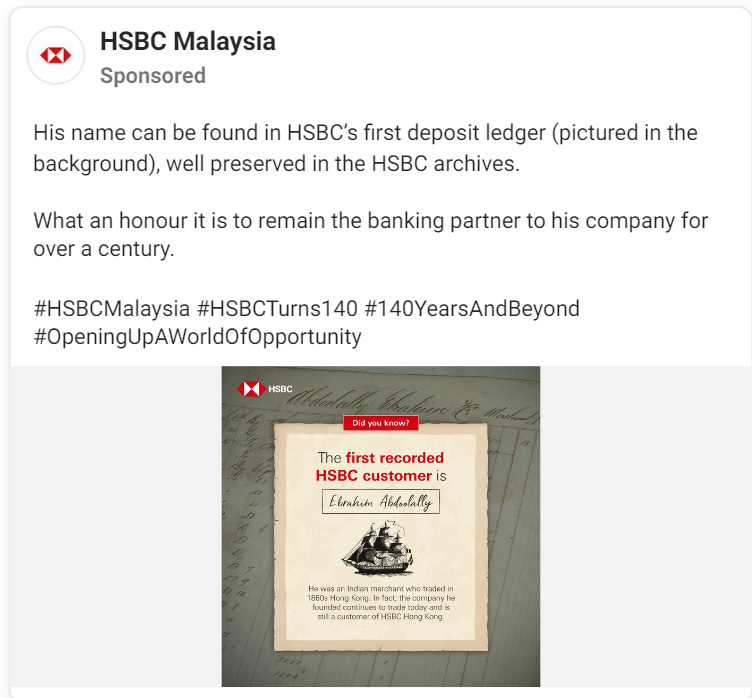 HSBC Malaysia
Sponsored
His name can be found in HSBC’s first deposit ledger (pictured in the
background), well preserved in the HSBC archives.
What an honour it is to remain the banking partner to his company for
over a century.
#HSBCMalaysia #HSBCTurns140 #140YearsAndBeyond
#OpeningUpAWorldOfOpportunity
HSBC
Abdoolally Ebrahim &
Did you know?
The first recorded
HSBC customer is
Ebrahim Abdoolally
He was an Indian merchant who traded in
1860s Hong Kong. In fact, the company he
founded continues to trade today and is
still a customer of HSBC Hong Kong.